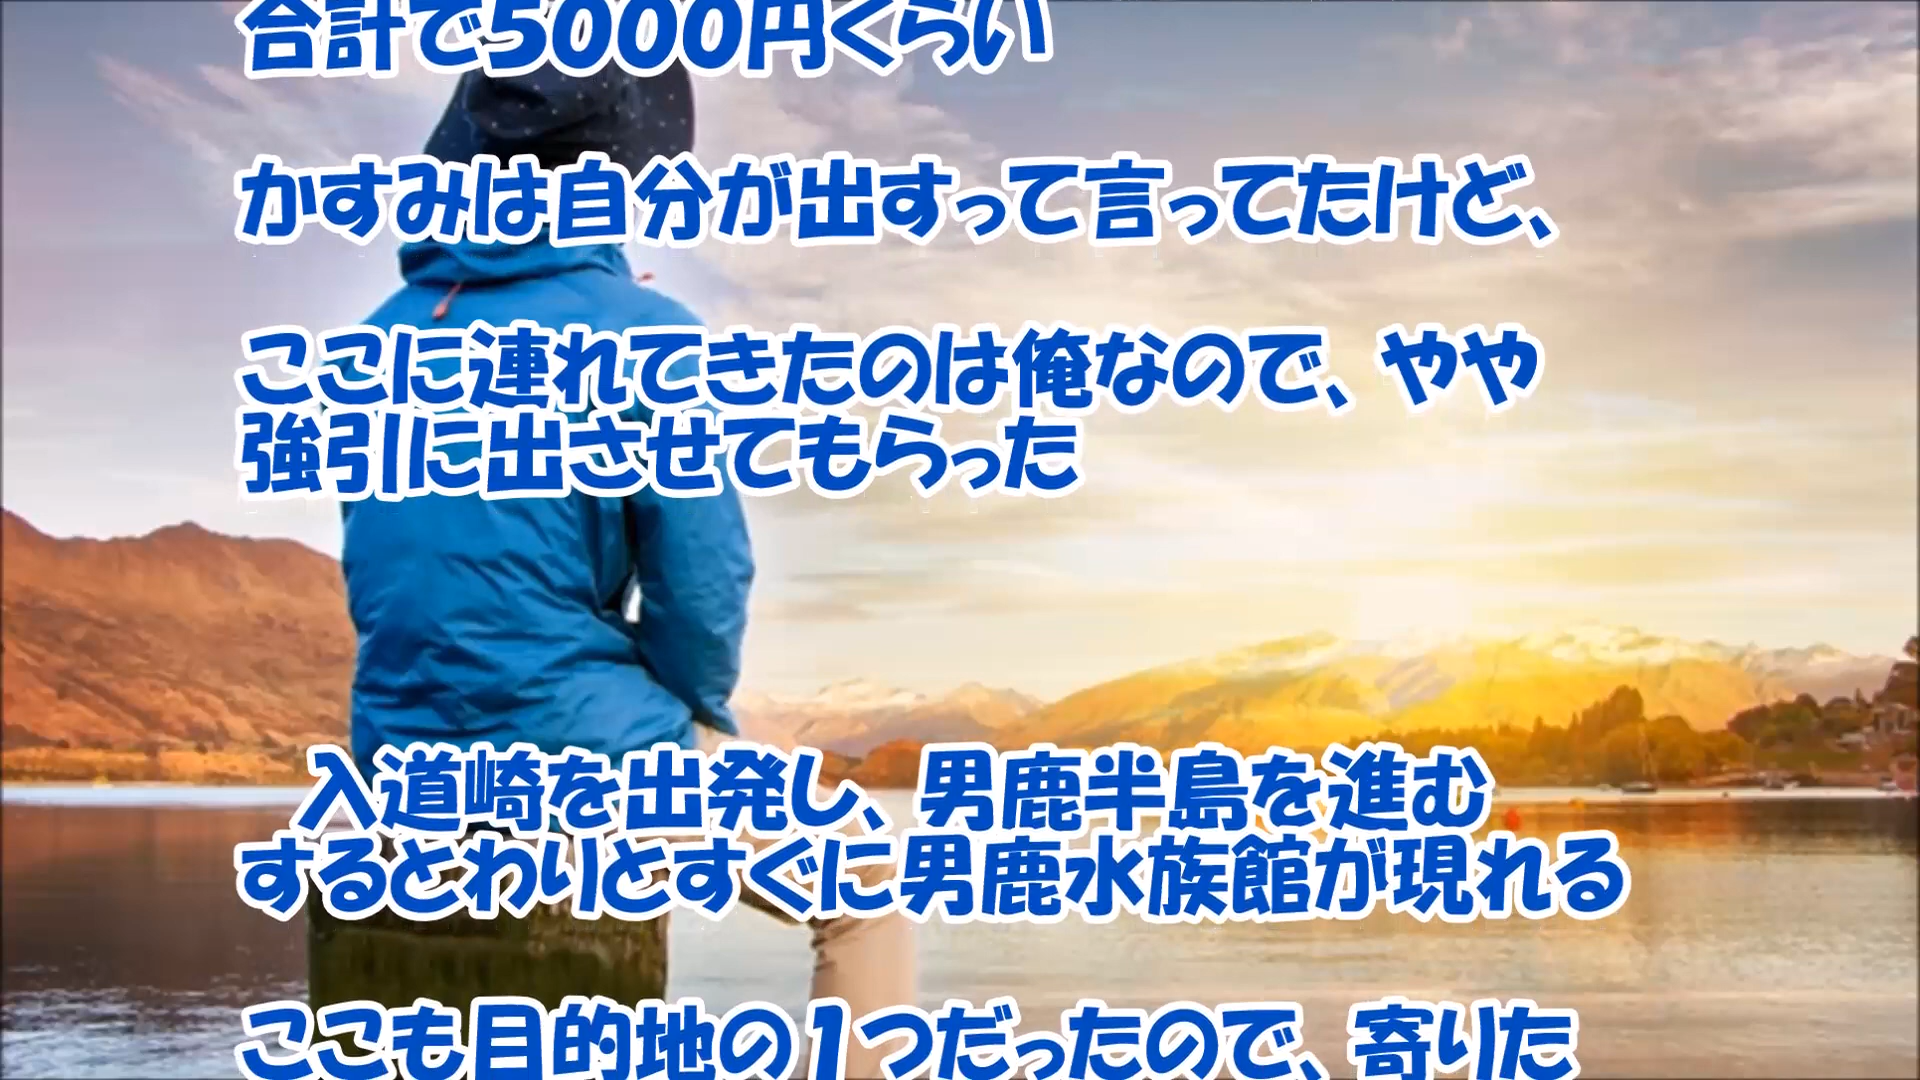 合計で5000円くらい
かすみは自分が出すって言ってたけど、
ここに連れてきたのは俺なので、やや
強引に出させてもらった
入道崎を出発し、男鹿半島を進む
するとわりとすぐに男鹿水族館が現れる
ここも目的地の1つだったので、寄りた